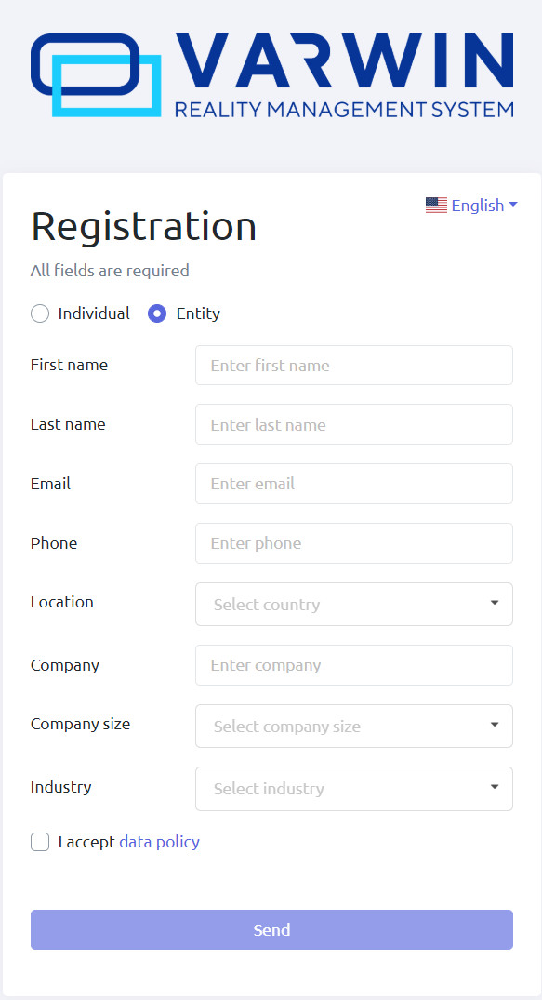 VARWIN
REALITY MANAGEMENT SYSTEM
English
Registration
All fields are required
Individual Entity
First name Enter first name
Last name Enter last name
Email Enter email
Phone Enter phone
Location Select country
Company Enter company
Company size Select company size
Industry Select industry
I accept data policy
Send